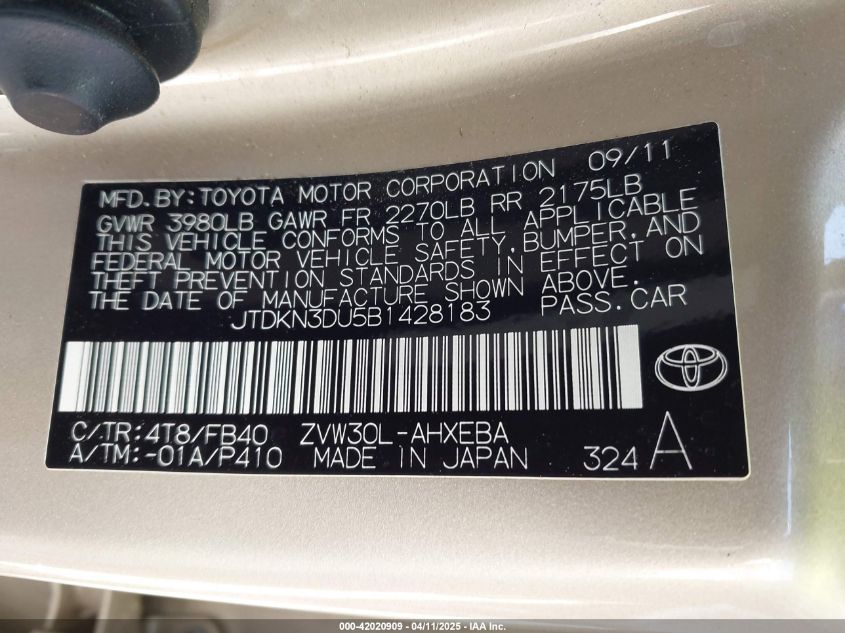 MFD. BY: TOYOTA MOTOR CORPORATION 09/11
GVWR 3980LB GAWR FR 2270LB RR 2175LB
THIS VEHICLE CONFORMS TO ALL APPLICABLE
FEDERAL MOTOR VEHICLE SAFETY, BUMPER, AND
THEFT PREVENTION STANDARDS IN EFFECT ON
THE DATE OF MANUFACTURE SHOWN ABOVE.
JTDKN3DU5B1428183 PASS. CAR
C/TR: 4T8/FB40 ZVW30L-AHXEBA
A/TM: -01A/P410 MADE IN JAPAN 324 A
000-42020909 - 04/11/2025 - IAA Inc.